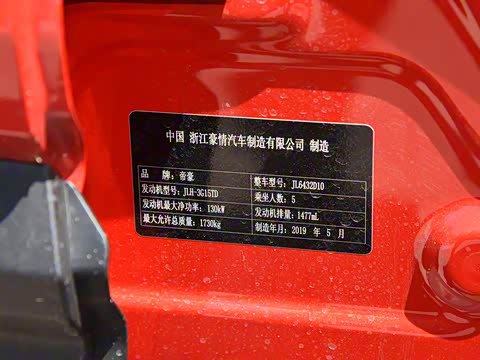 中国 浙江豪情汽车制造有限公司 制造
品 牌：帝豪 整车型号：JL6432D10
发动机型号：JLH-3G15TD 乘坐人数：5
发动机最大净功率：130kW 发动机排量：1477mL
最大允许总质量：1730kg 制造年月：2019 年 5 月